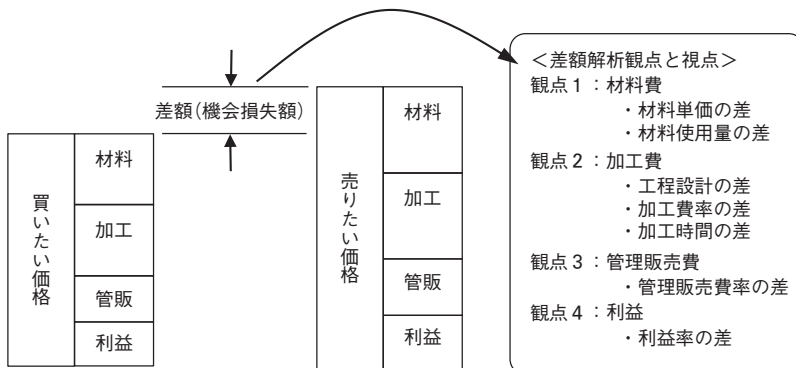 差額(機会損失額)
買いたい価格
材料
加工
管販
利益
売りたい価格
材料
加工
管販
利益
<差額解析観点と視点>
観点1:材料費
・材料単価の差
・材料使用量の差
観点2:加工費
・工程設計の差
・加工費率の差
・加工時間の差
観点3:管理販売費
・管理販売費率の差
観点4:利益
・利益率の差